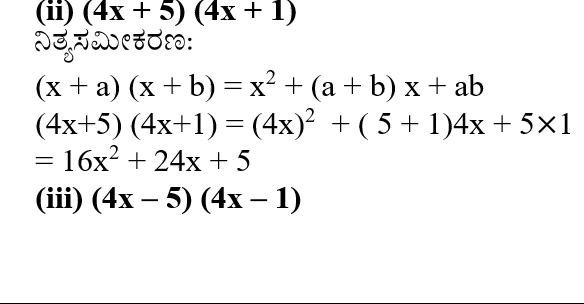 (ii) (4x + 5) (4x + 1)
ನಿತ್ಯಸಮೀಕರಣ:
(x + a) (x + b) = x² + (a + b) x + ab
(4x+5) (4x+1) = (4x)² + ( 5 + 1)4x + 5×1
= 16x² + 24x + 5
(iii) (4x – 5) (4x – 1)